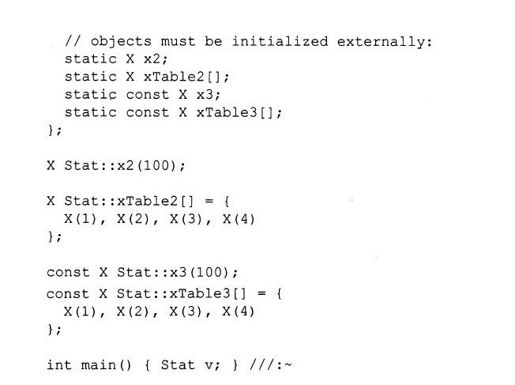 // objects must be initialized externally:
static X x2;
static X xTable2[];
static const X x3;
static const X xTable3[];
};
X Stat::x2(100);
X Stat::xTable2[] = {
X(1), X(2), X(3), X(4)
};
const X Stat::x3(100);
const X Stat::xTable3[] = {
X(1), X(2), X(3), X(4)
};
int main() { Stat v; } ///:~